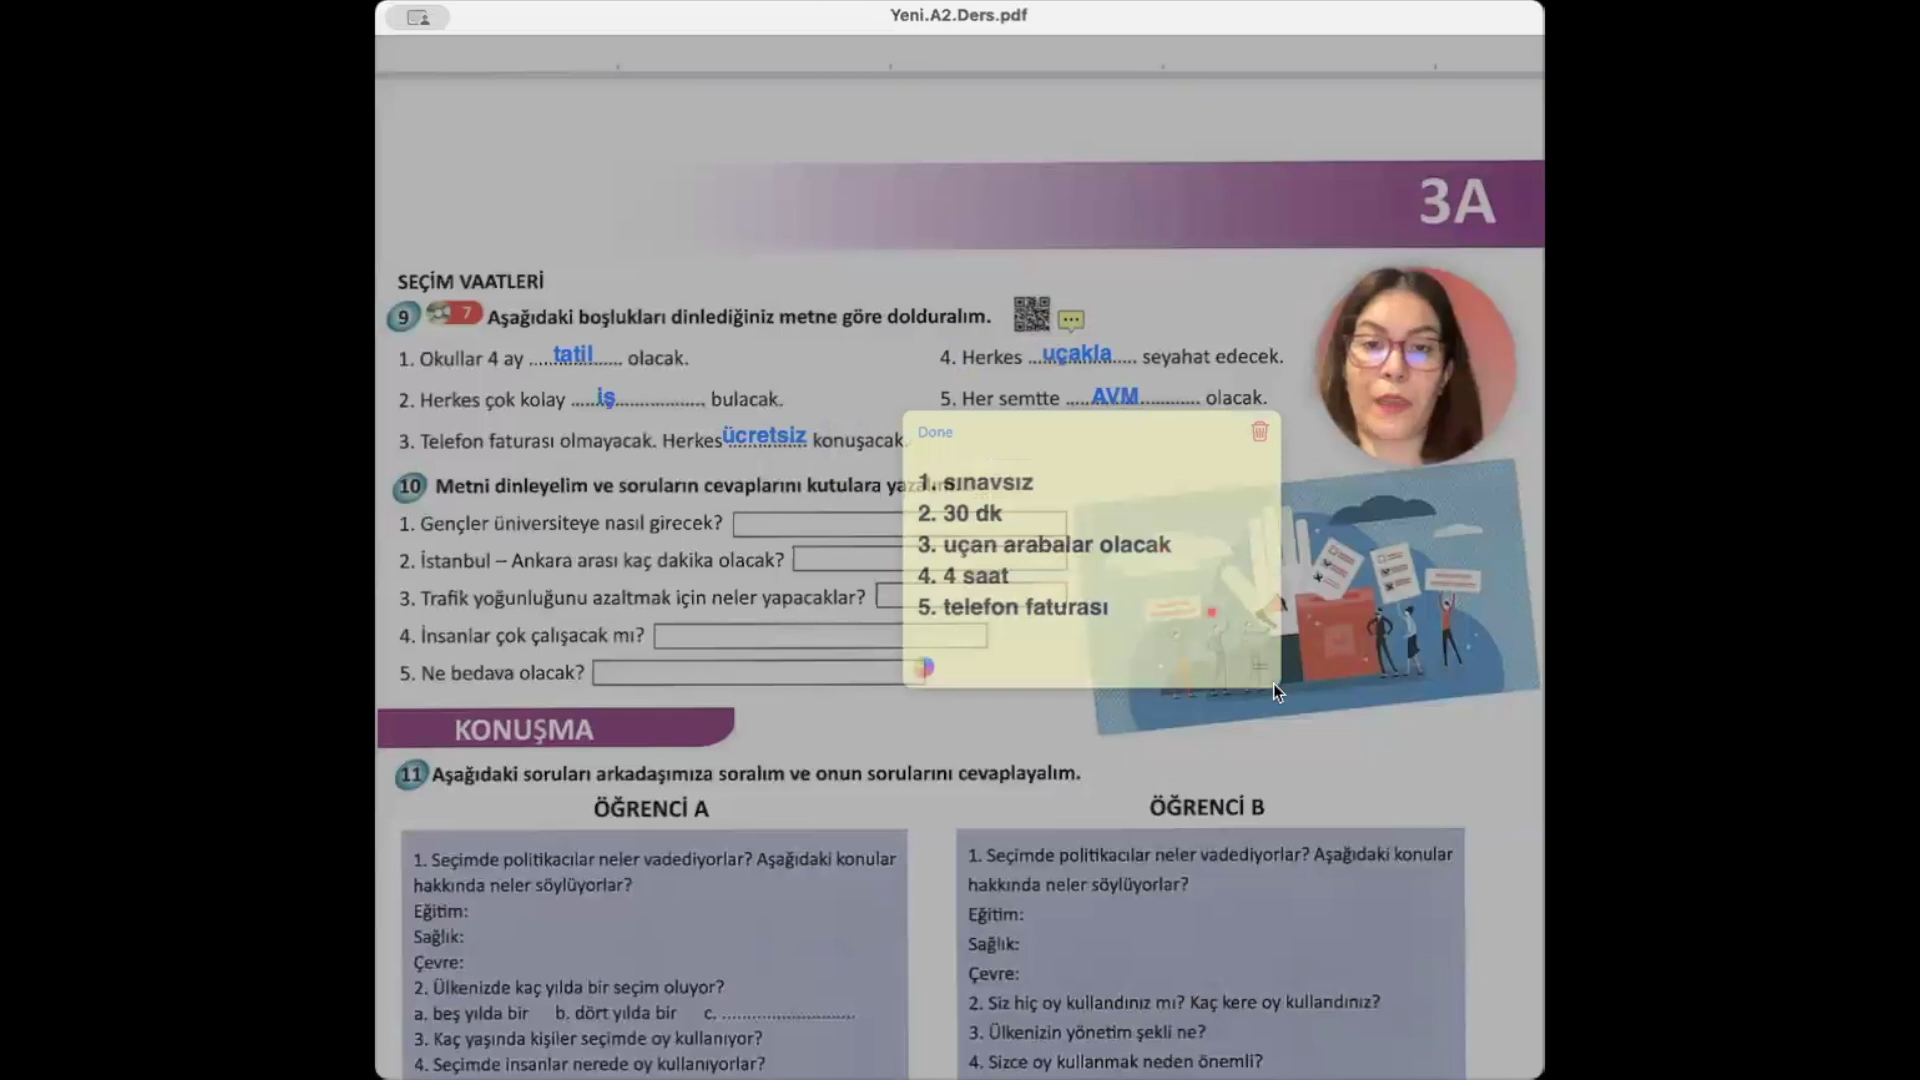 Yeni.A2.Ders.pdf
3A
SEÇİM VAATLERİ
9 7 Aşağıdaki boşlukları dinlediğiniz metne göre dolduralım.
1. Okullar 4 ay ....tatil...... olacak.
2. Herkes çok kolay ......iş.................. bulacak.
3. Telefon faturası olmayacak. Herkes ücretsiz konuşacak.
4. Herkes ...uçakla..... seyahat edecek.
5. Her semtte .....AVM............ olacak.
Done
1. sınavsız
2. 30 dk
3. uçan arabalar olacak
4. 4 saat
5. telefon faturası
10 Metni dinleyelim ve soruların cevaplarını kutulara yazalım.
1. Gençler üniversiteye nasıl girecek?
2. İstanbul – Ankara arası kaç dakika olacak?
3. Trafik yoğunluğunu azaltmak için neler yapacaklar?
4. İnsanlar çok çalışacak mı?
5. Ne bedava olacak?
KONUŞMA
11 Aşağıdaki soruları arkadaşımıza soralım ve onun sorularını cevaplayalım.
ÖĞRENCİ A
1. Seçimde politikacılar neler vadediyorlar? Aşağıdaki konular
hakkında neler söylüyorlar?
Eğitim:
Sağlık:
Çevre:
2. Ülkenizde kaç yılda bir seçim oluyor?
a. beş yılda bir b. dört yılda bir c. ............................
3. Kaç yaşında kişiler seçimde oy kullanıyor?
4. Seçimde insanlar nerede oy kullanıyorlar?
ÖĞRENCİ B
1. Seçimde politikacılar neler vadediyorlar? Aşağıdaki konular
hakkında neler söylüyorlar?
Eğitim:
Sağlık:
Çevre:
2. Siz hiç oy kullandınız mı? Kaç kere oy kullandınız?
3. Ülkenizin yönetim şekli ne?
4. Sizce oy kullanmak neden önemli?